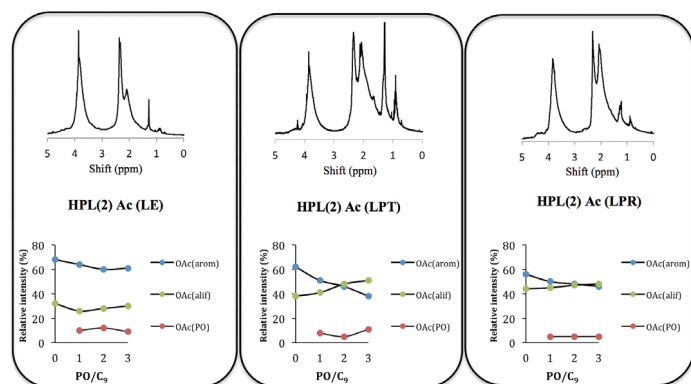 5 4 3 2 1 0
Shift (ppm)
HPL(2) Ac (LE)
Relative intensity (%)
80
60
40
20
0
0 1 2 3
PO/C₉
OAc(arom)
OAc(alif)
OAc(PO)
5 4 3 2 1 0
Shift (ppm)
HPL(2) Ac (LPT)
Relative intensity (%)
80
60
40
20
0
0 1 2 3
PO/C₉
OAc(arom)
OAc(alif)
OAc(PO)
5 4 3 2 1 0
Shift (ppm)
HPL(2) Ac (LPR)
Relative intensity (%)
80
60
40
20
0
0 1 2 3
PO/C₉
OAc(arom)
OAc(alif)
OAc(PO)